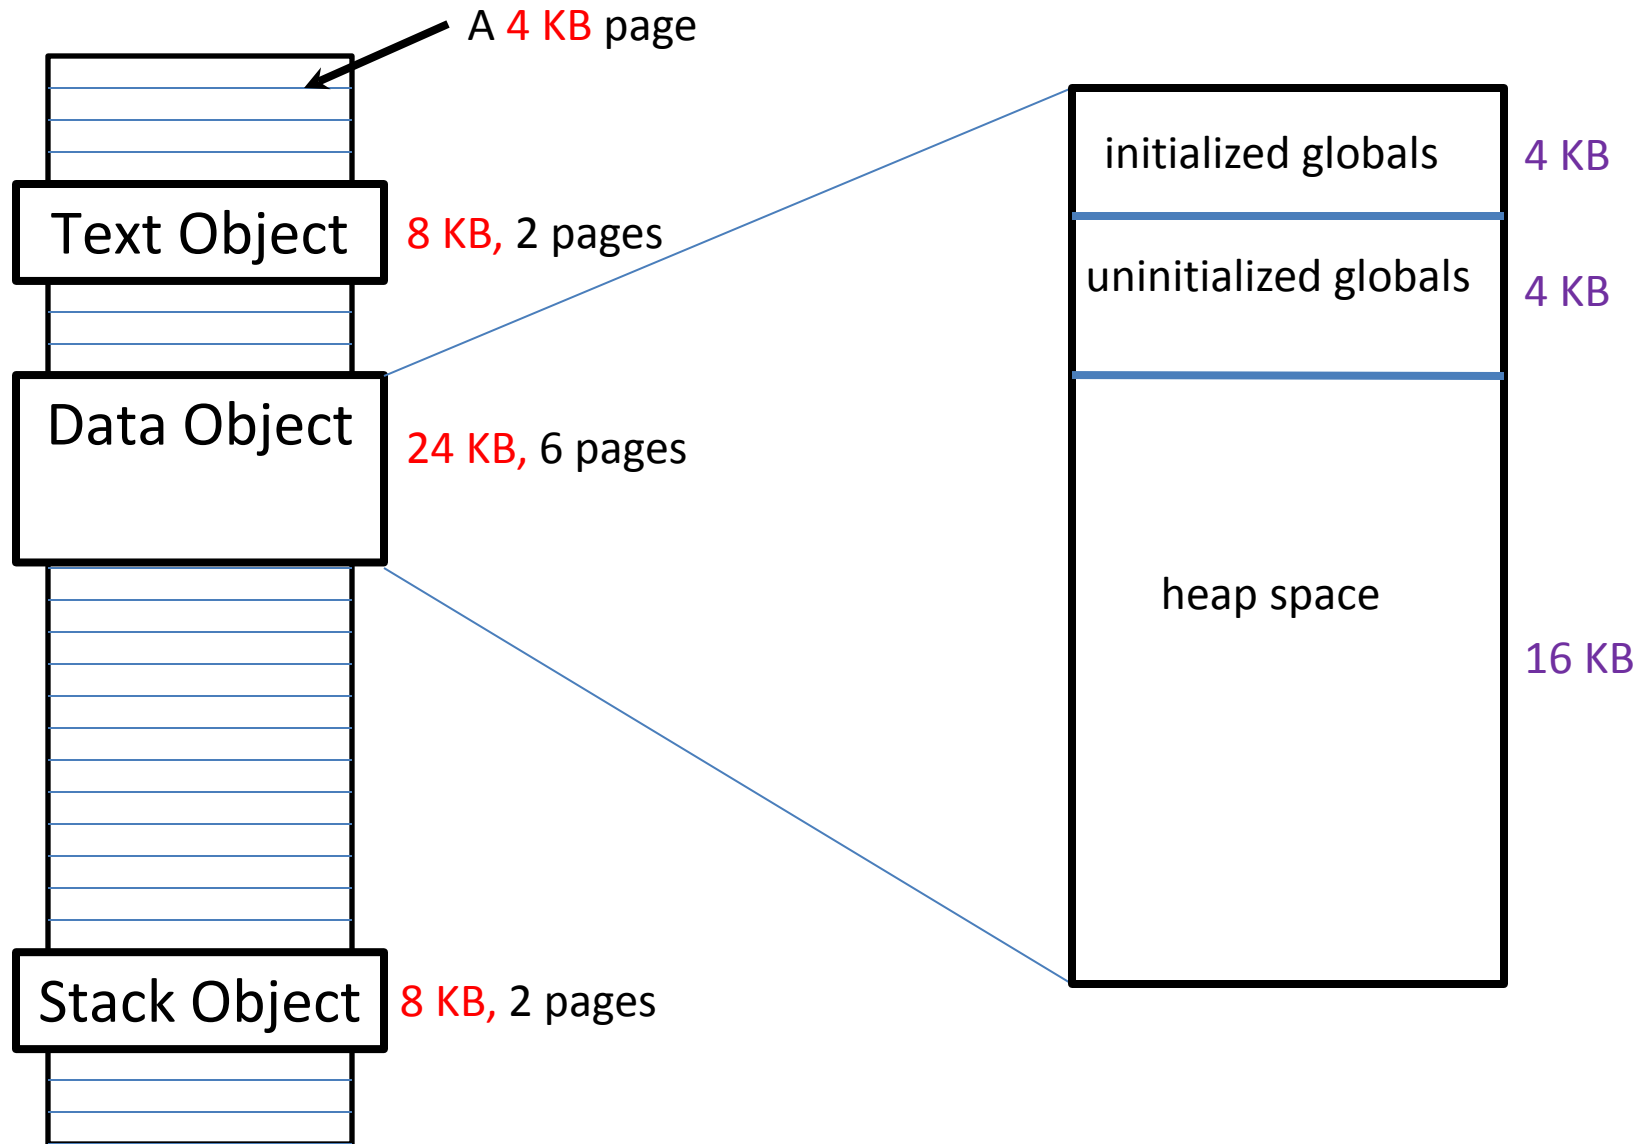 A 4 KB page
Text Object
8 KB, 2 pages
Data Object
24 KB, 6 pages
Stack Object
8 KB, 2 pages
initialized globals
4 KB
uninitialized globals
4 KB
heap space
16 KB